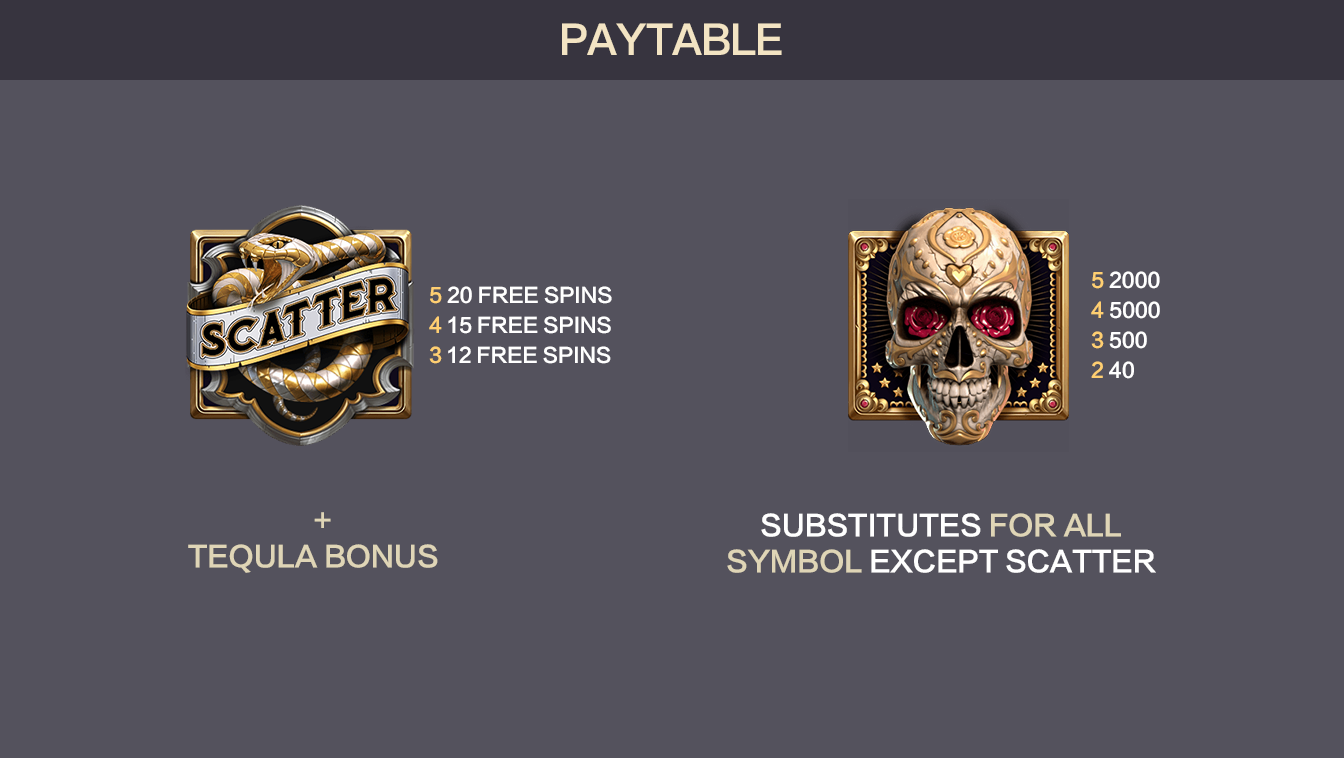 PAYTABLE
SCATTER
5 20 FREE SPINS
4 15 FREE SPINS
3 12 FREE SPINS
+
TEQULA BONUS
5 2000
4 5000
3 500
2 40
SUBSTITUTES FOR ALL
SYMBOL EXCEPT SCATTER